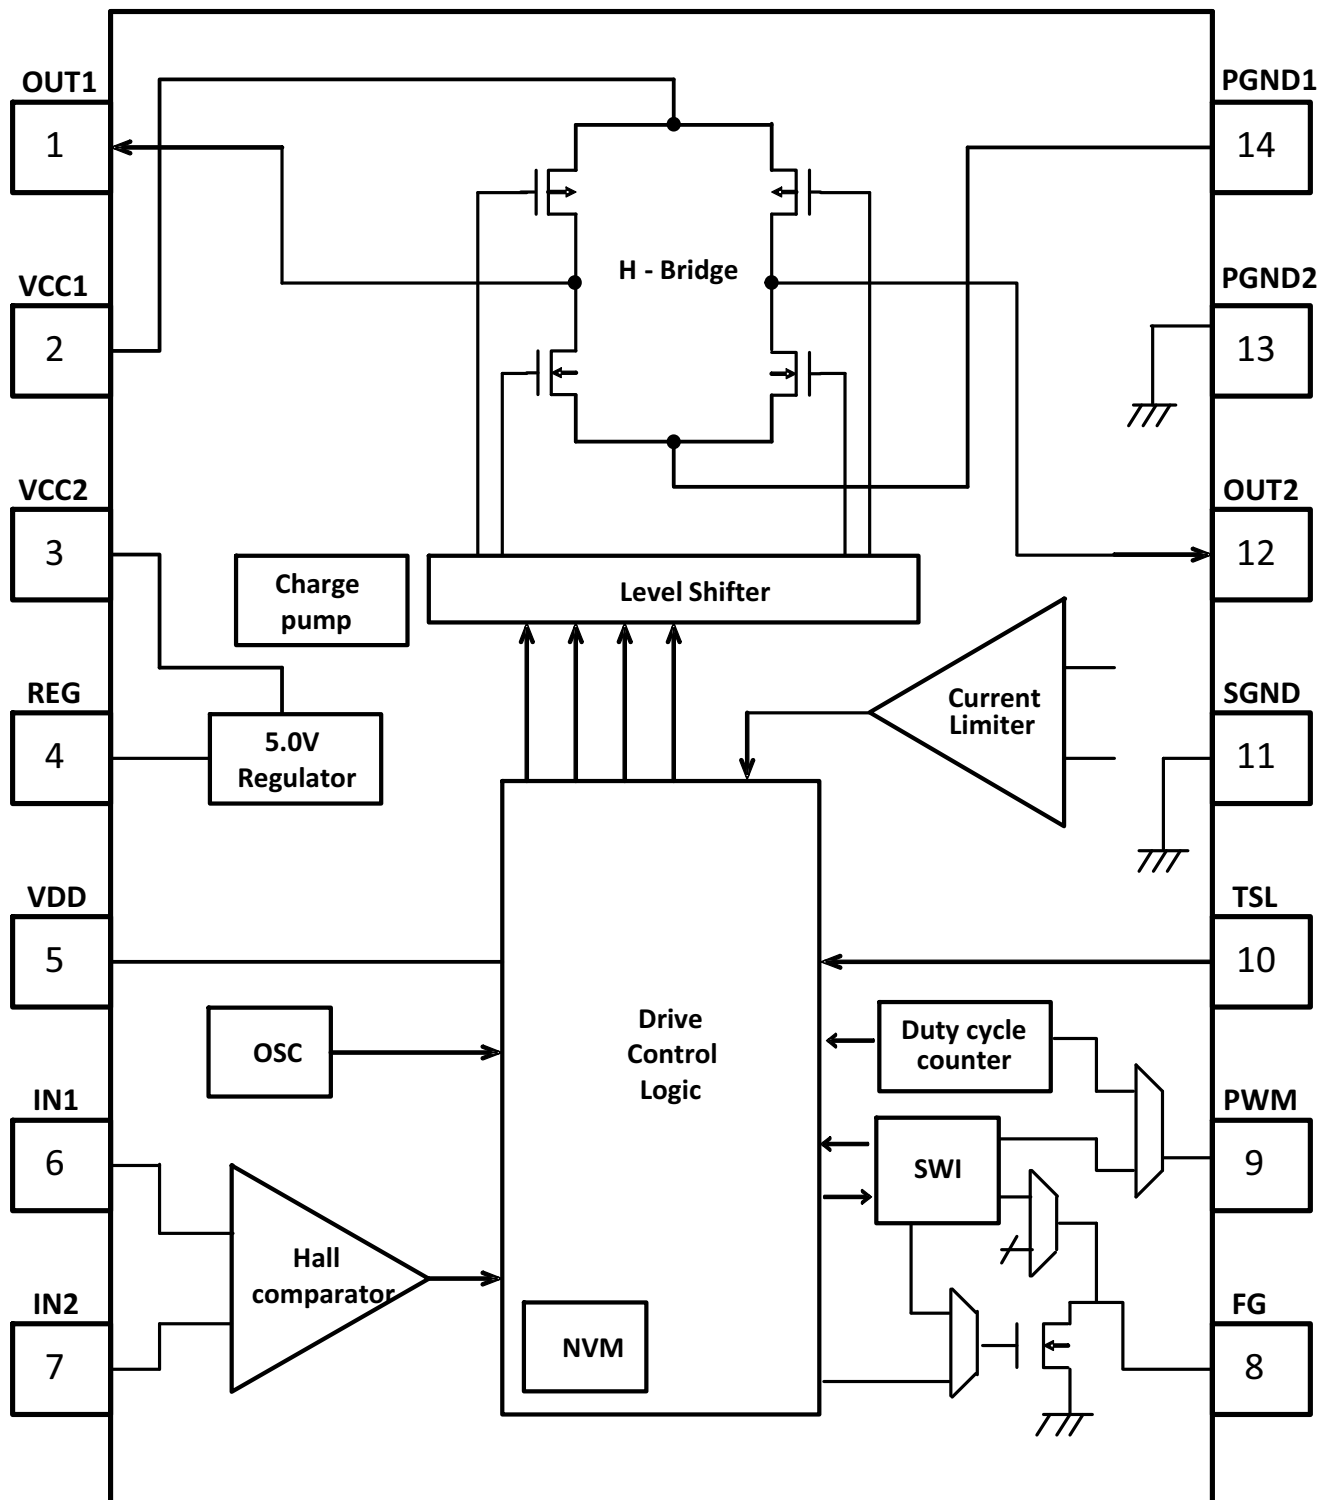 OUT1
1
VCC1
2
VCC2
3
REG
4
VDD
5
IN1
6
IN2
7
PGND1
14
PGND2
13
OUT2
12
SGND
11
TSL
10
PWM
9
FG
8
H - Bridge
Charge
pump
Level Shifter
Current
Limiter
5.0V
Regulator
OSC
Drive
Control
Logic
Duty cycle
counter
SWI
Hall
comparator
NVM